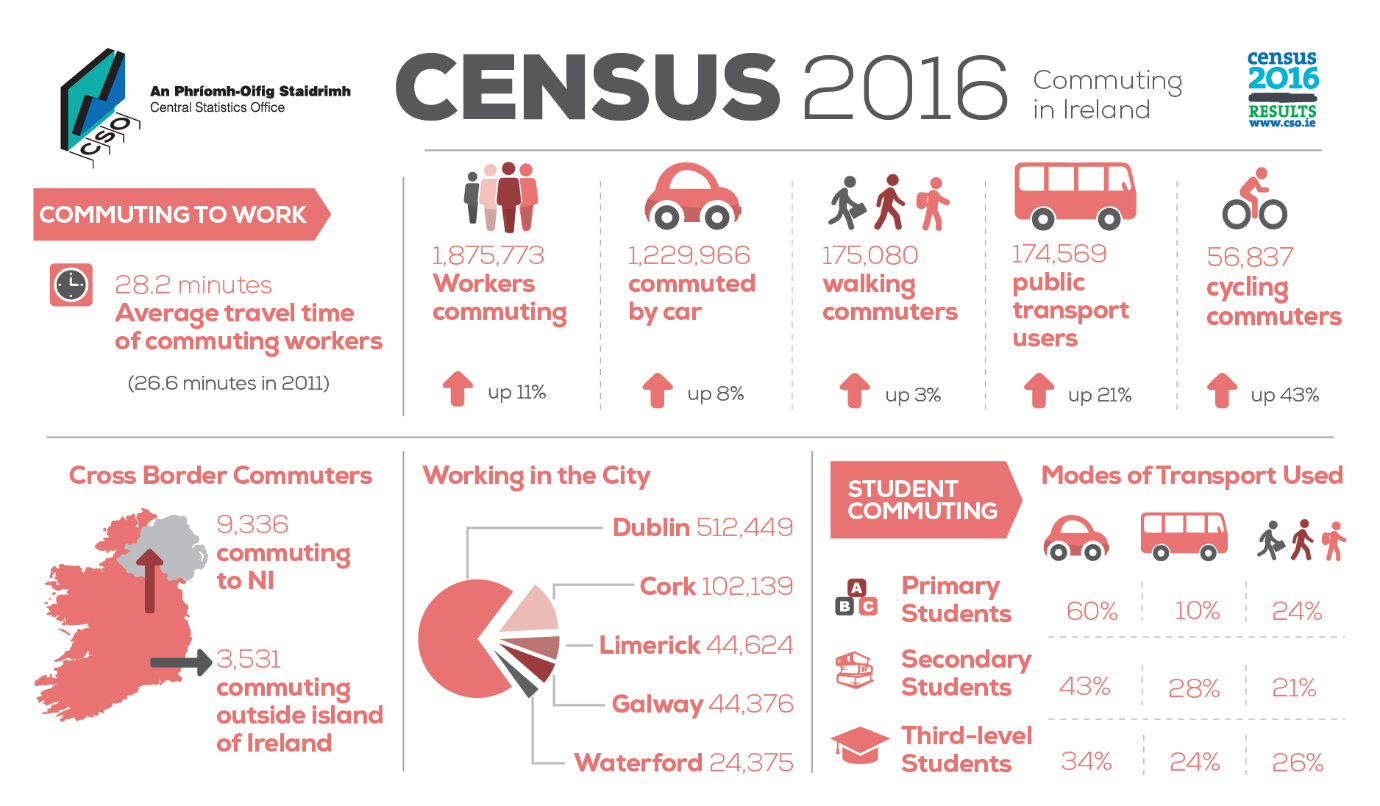 An Phríomh-Oifig Staidrimh
Central Statistics Office
CSO
CENSUS 2016
Commuting
in Ireland
census
2016
RESULTS
www.cso.ie
COMMUTING TO WORK
28.2 minutes
Average travel time
of commuting workers
(26.6 minutes in 2011)
1,875,773
Workers
commuting
up 11%
1,229,966
commuted
by car
up 8%
175,080
walking
commuters
up 3%
174,569
public
transport
users
up 21%
56,837
cycling
commuters
up 43%
Cross Border Commuters
9,336
commuting
to NI
3,531
commuting
outside island
of Ireland
Working in the City
Dublin 512,449
Cork 102,139
Limerick 44,624
Galway 44,376
Waterford 24,375
STUDENT
COMMUTING
Modes of Transport Used
A
B C
Primary
Students
60% 10% 24%
Secondary
Students
43% 28% 21%
Third-level
Students
34% 24% 26%